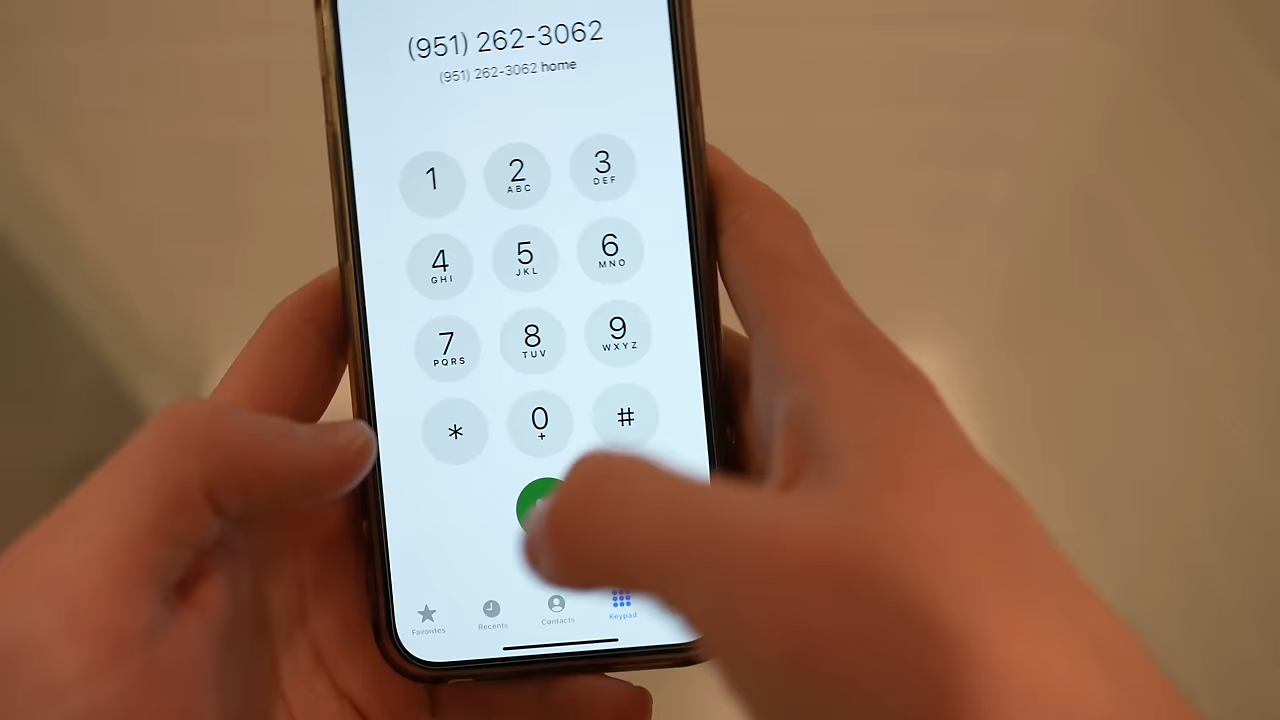 (951) 262-3062
(951) 262-3062 home
1 2 3
ABC DEF
4 5 6
GHI JKL MNO
7 8 9
PQRS TUV WXYZ
* 0 #
+
Favorites Recents Contacts Keypad